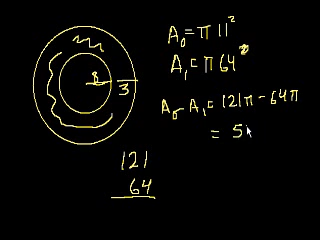 8
3
A₀ = π 11²
A₁ = π 64
A₀ - A₁ = 121π - 64π
= 5
121
64